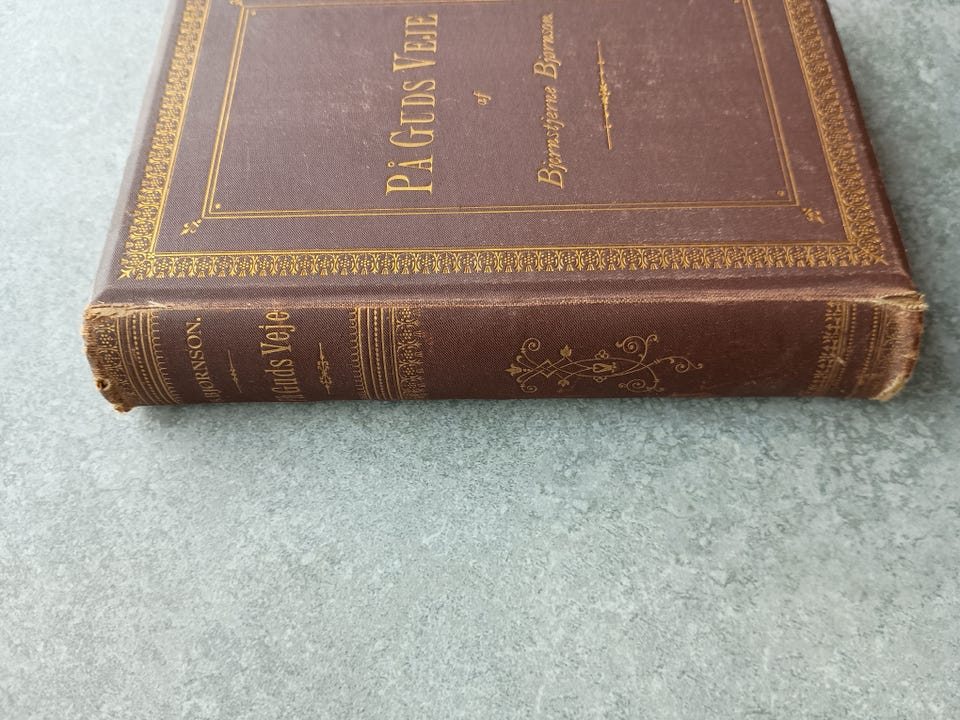 PÅ GUDS VEJE
af
Bjørnstjerne Bjørnson.
BJØRNSON.
På Guds Veje